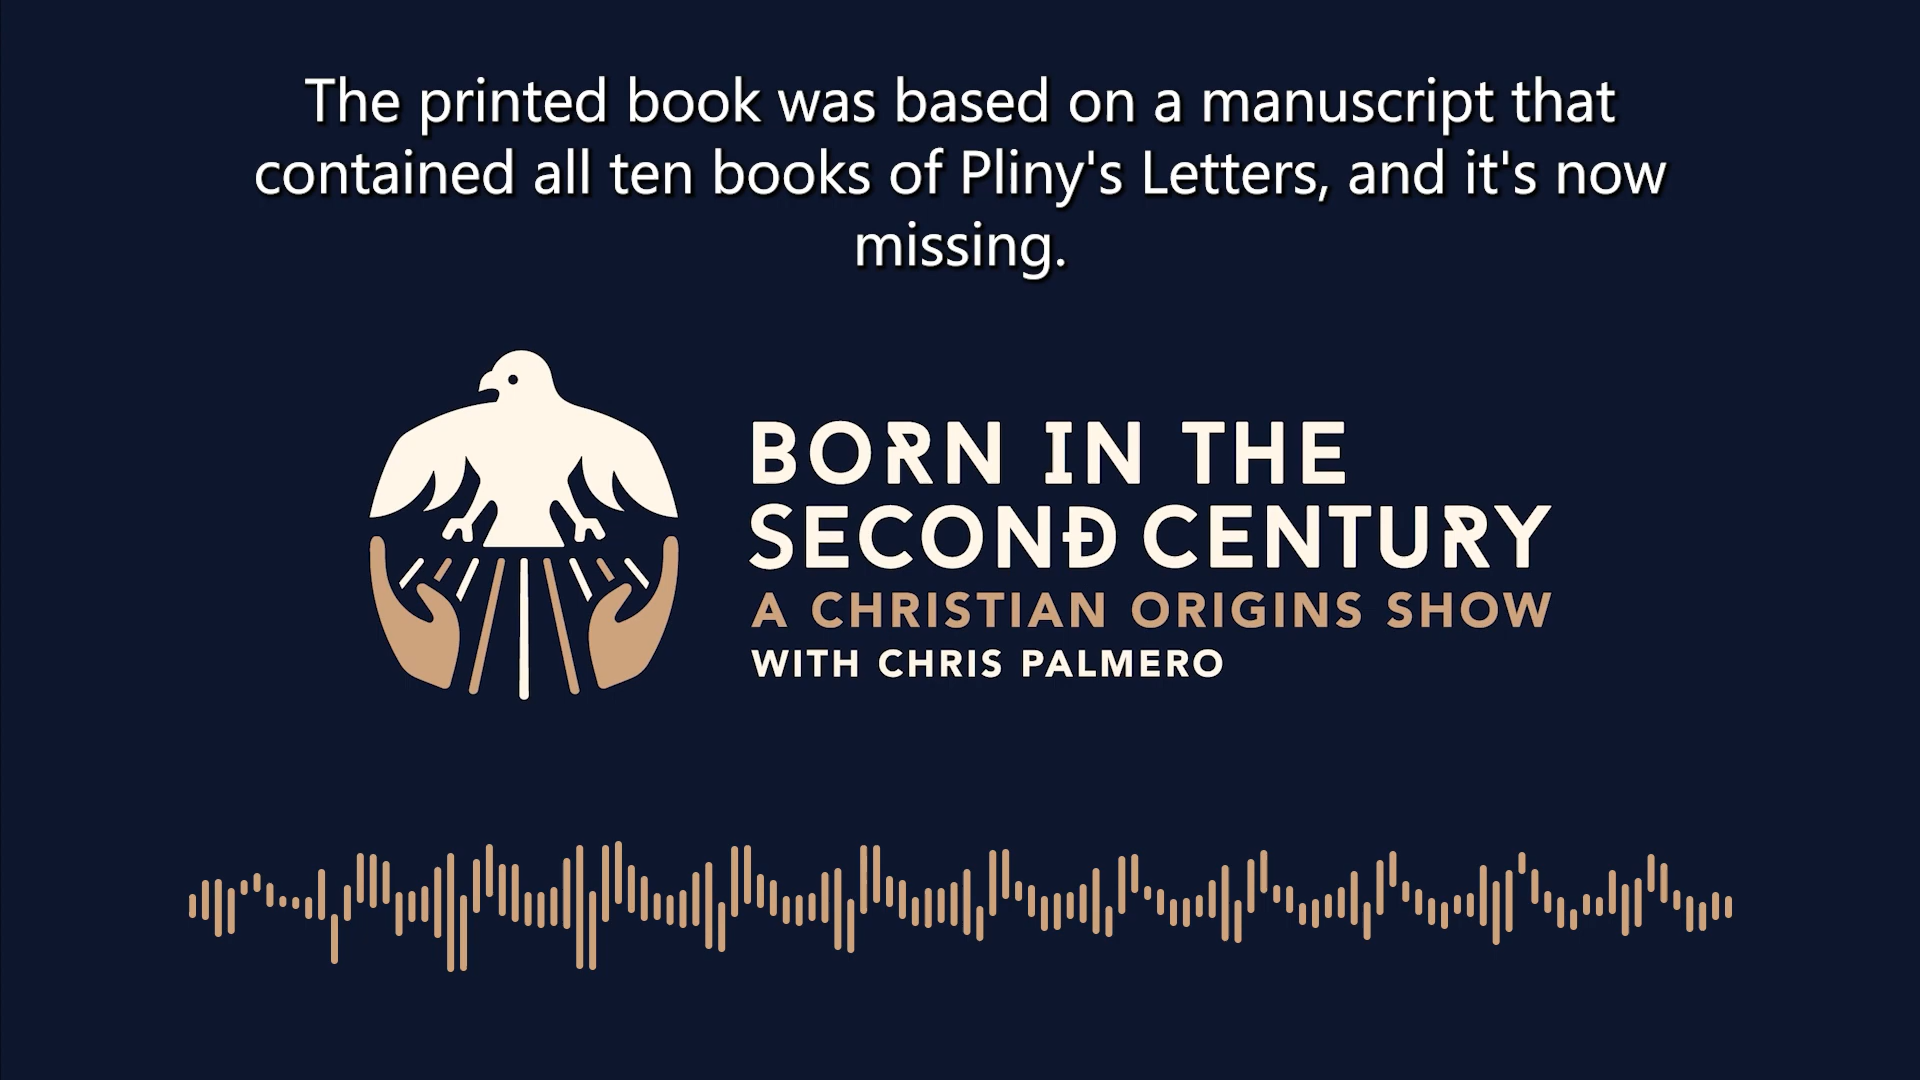 The printed book was based on a manuscript that
contained all ten books of Pliny's Letters, and it's now
missing.
BORN IN THE
SECOND CENTURY
A CHRISTIAN ORIGINS SHOW
WITH CHRIS PALMERO